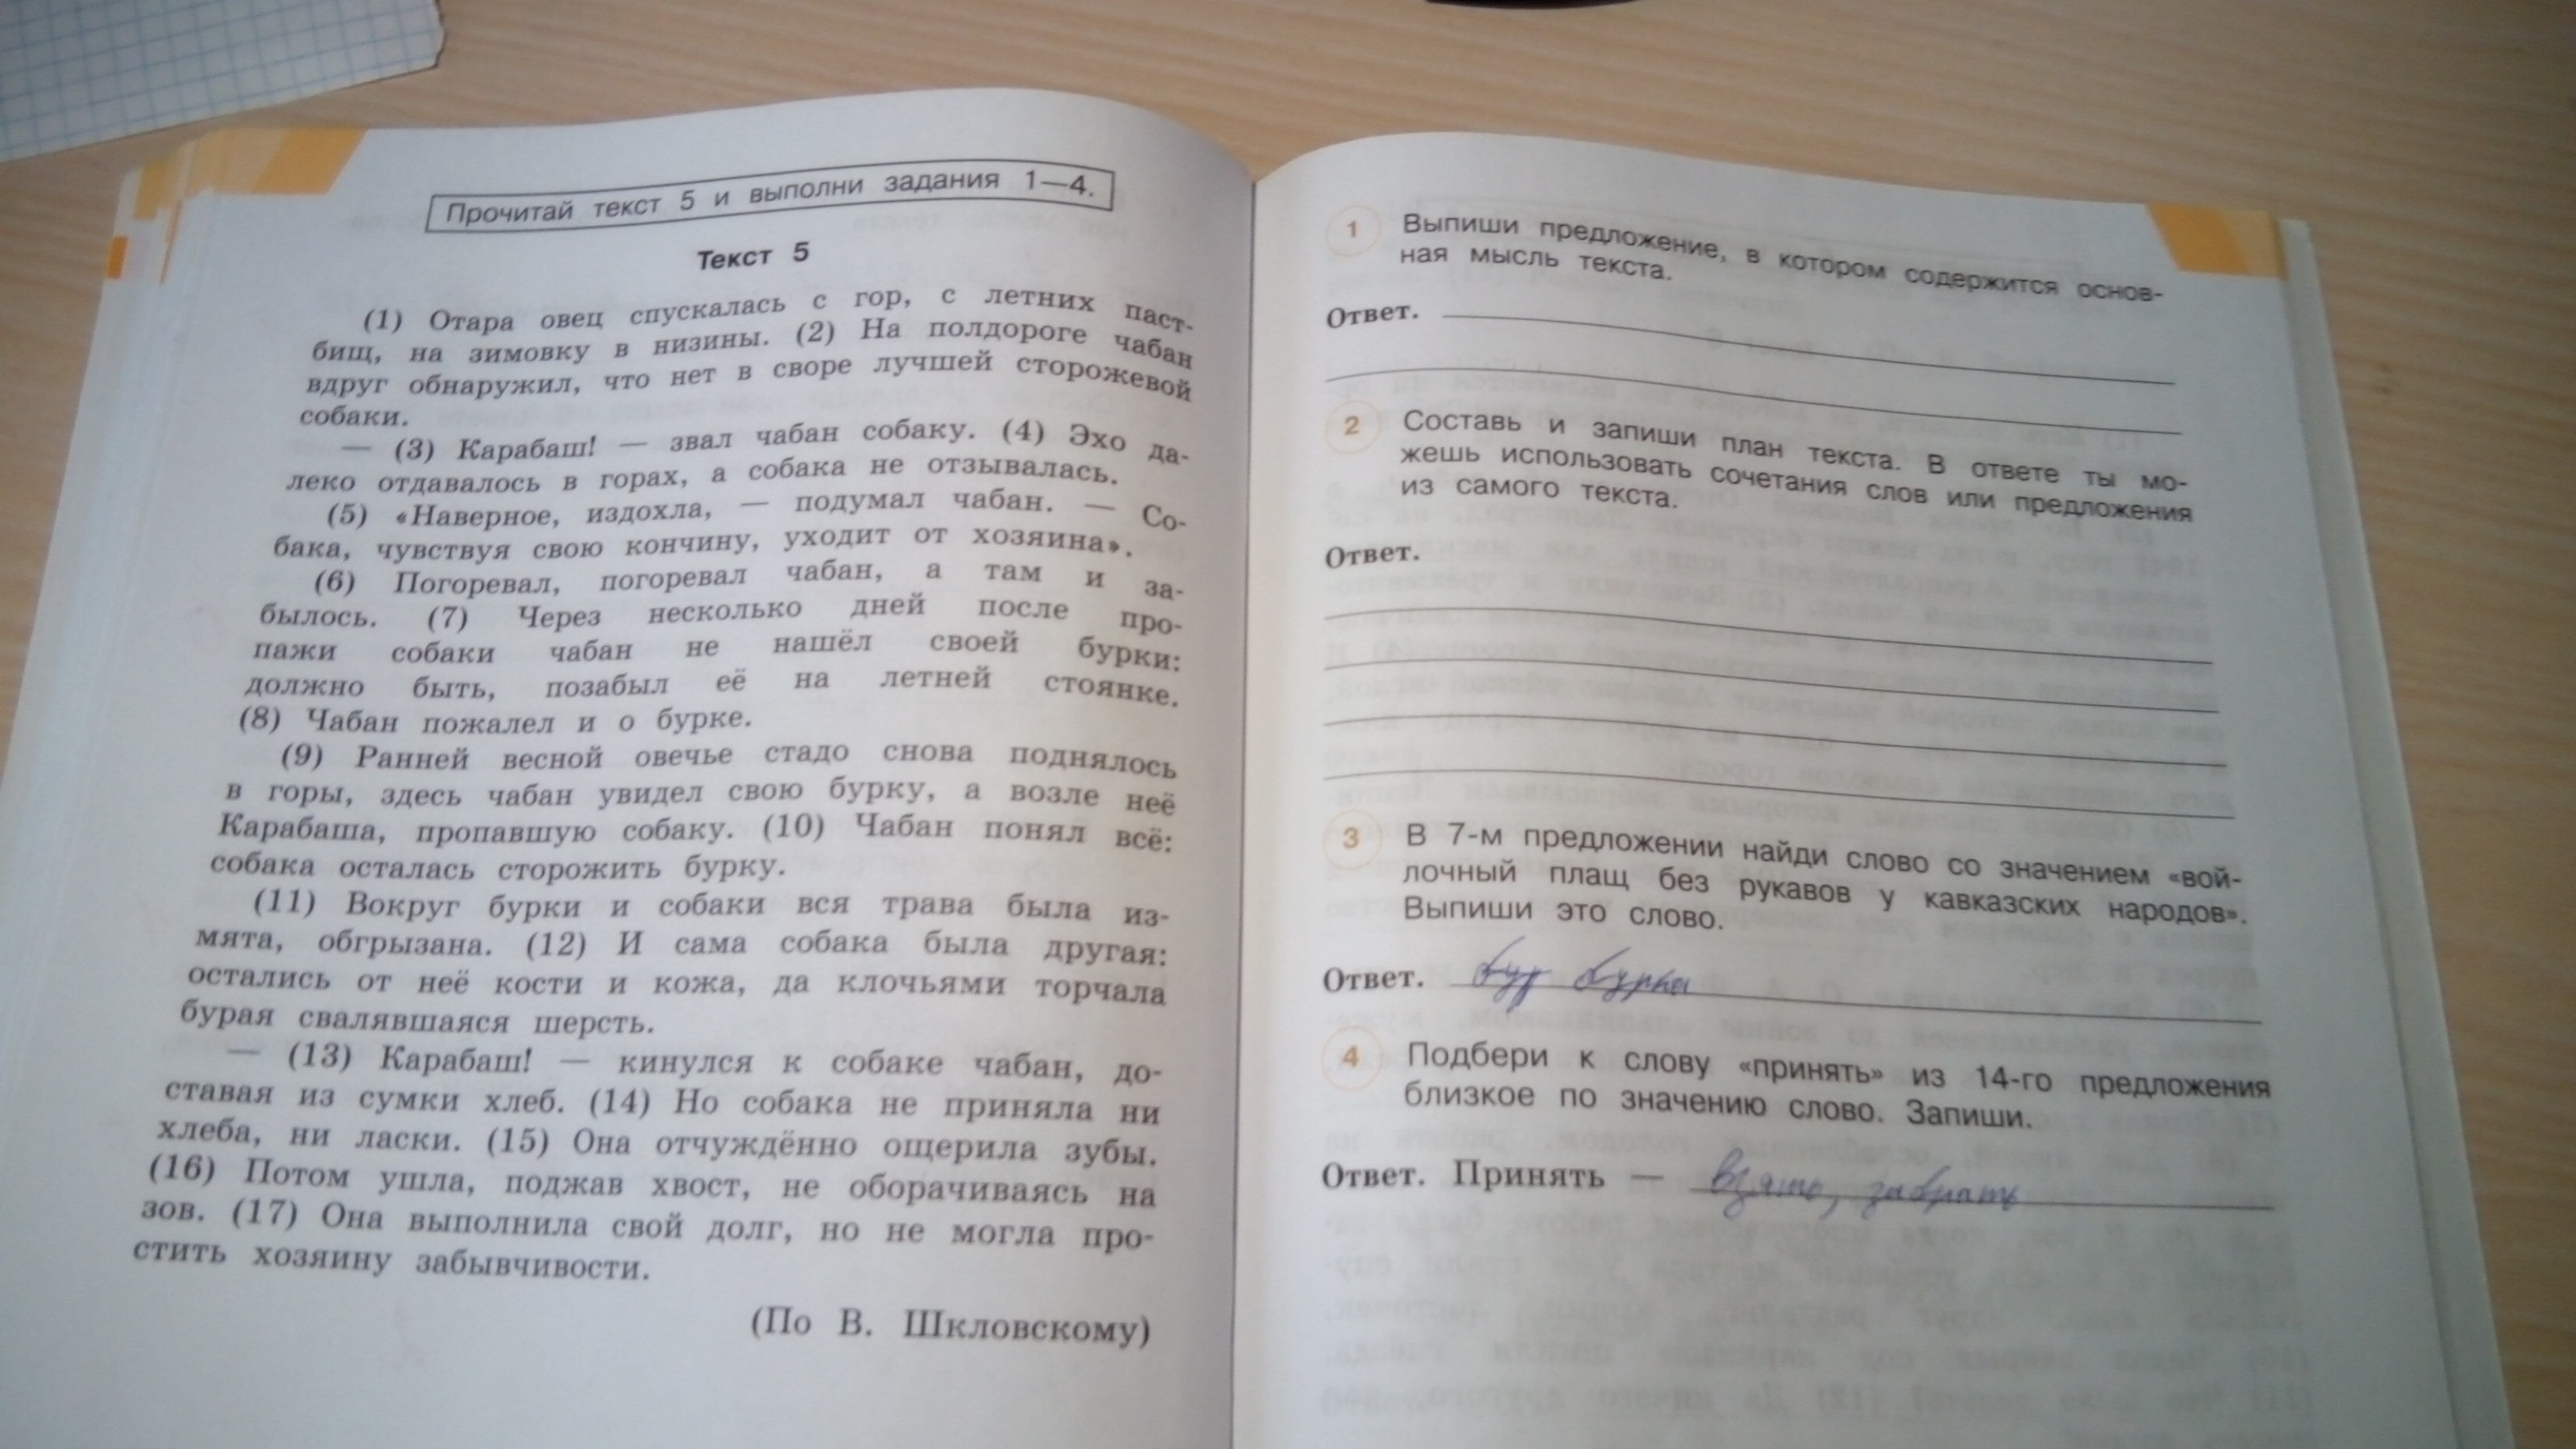 Прочитай текст 5 и выполни задания 1—4.
Текст 5
(1) Отара овец спускалась с гор, с летних паст-
бищ, на зимовку в низины. (2) На полдороге чабан
вдруг обнаружил, что нет в своре лучшей сторожевой
собаки.
— (3) Карабаш! — звал чабан собаку. (4) Эхо да-
леко отдавалось в горах, а собака не отзывалась.
(5) «Наверное, издохла, — подумал чабан. — Со-
бака, чувствуя свою кончину, уходит от хозяина».
(6) Погоревал, погоревал чабан, а там и за-
былось. (7) Через несколько дней после про-
пажи собаки чабан не нашёл своей бурки:
должно быть, позабыл её на летней стоянке.
(8) Чабан пожалел и о бурке.
(9) Ранней весной овечье стадо снова поднялось
в горы, здесь чабан увидел свою бурку, а возле неё
Карабаша, пропавшую собаку. (10) Чабан понял всё:
собака осталась сторожить бурку.
(11) Вокруг бурки и собаки вся трава была из-
мята, обгрызана. (12) И сама собака была другая:
остались от неё кости и кожа, да клочьями торчала
бурая свалявшаяся шерсть.
— (13) Карабаш! — кинулся к собаке чабан, до-
ставая из сумки хлеб. (14) Но собака не приняла ни
хлеба, ни ласки. (15) Она отчуждённо ощерила зубы.
(16) Потом ушла, поджав хвост, не оборачиваясь на
зов. (17) Она выполнила свой долг, но не могла про-
стить хозяину забывчивости.
(По В. Шкловскому)
1 Выпиши предложение, в котором содержится основ-
ная мысль текста.
Ответ.
2 Составь и запиши план текста. В ответе ты мо-
жешь использовать сочетания слов или предложения
из самого текста.
Ответ.
3 В 7-м предложении найди слово со значением «вой-
лочный плащ без рукавов у кавказских народов».
Выпиши это слово.
Ответ. бурка
4 Подбери к слову «принять» из 14-го предложения
близкое по значению слово. Запиши.
Ответ. Принять — взять, забрать